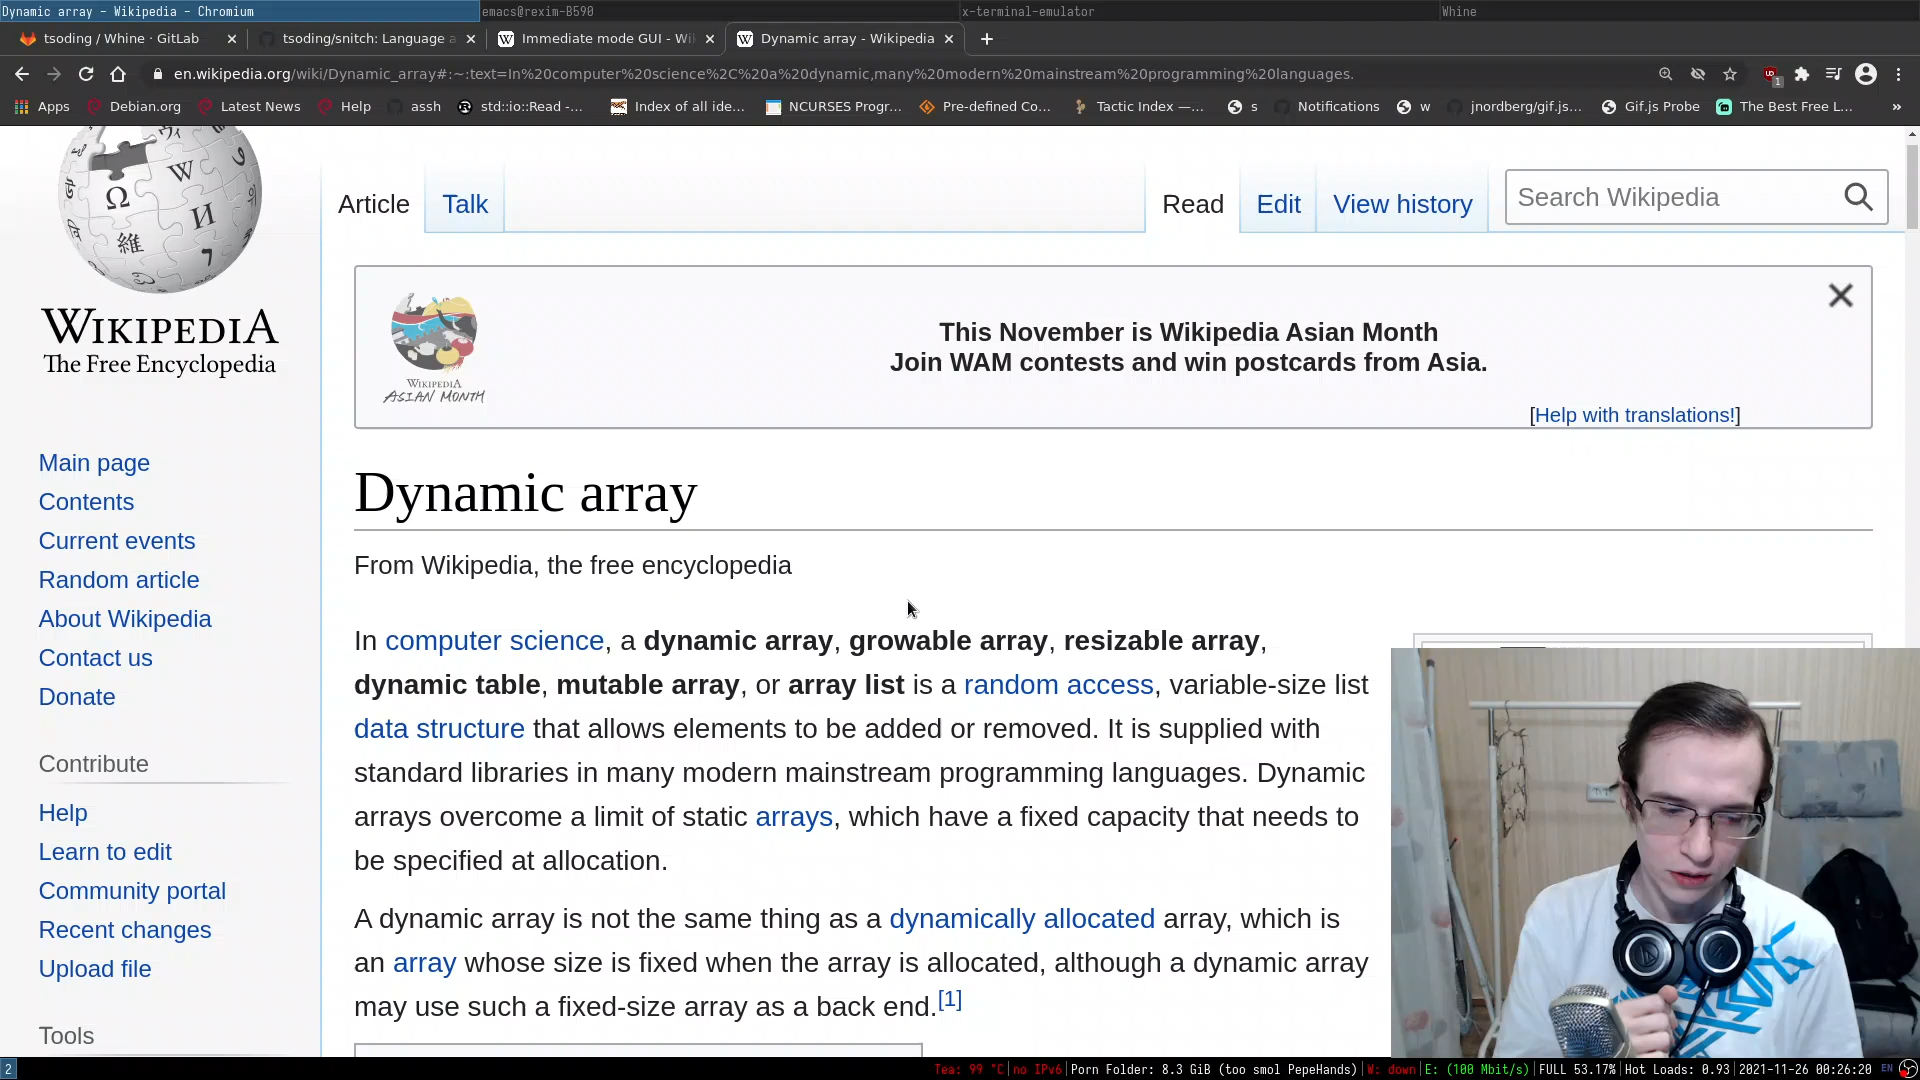 Dynamic array - Wikipedia - Chromium
emacs@rexim-B590
x-terminal-emulator
Whine
tsoding / Whine · GitLab
tsoding/snitch: Language a
Immediate mode GUI - Wi
Dynamic array - Wikipedia
en.wikipedia.org/wiki/Dynamic_array#:~:text=In%20computer%20science%2C%20a%20dynamic,many%20modern%20mainstream%20programming%20languages.
Apps
Debian.org
Latest News
Help
assh
std::io::Read -...
Index of all ide...
NCURSES Progr...
Pre-defined Co...
Tactic Index —...
s
Notifications
w
jnordberg/gif.js...
Gif.js Probe
The Best Free L...
»
WIKIPEDIA
The Free Encyclopedia
Article
Talk
Read
Edit
View history
Search Wikipedia
This November is Wikipedia Asian Month
Join WAM contests and win postcards from Asia.
WIKIPEDIA
ASIAN MONTH
[Help with translations!]
Main page
Contents
Current events
Random article
About Wikipedia
Contact us
Donate
Contribute
Help
Learn to edit
Community portal
Recent changes
Upload file
Tools
Dynamic array
From Wikipedia, the free encyclopedia
In computer science, a dynamic array, growable array, resizable array,
dynamic table, mutable array, or array list is a random access, variable-size list
data structure that allows elements to be added or removed. It is supplied with
standard libraries in many modern mainstream programming languages. Dynamic
arrays overcome a limit of static arrays, which have a fixed capacity that needs to
be specified at allocation.
A dynamic array is not the same thing as a dynamically allocated array, which is
an array whose size is fixed when the array is allocated, although a dynamic array
may use such a fixed-size array as a back end.[1]
2
Tea: 99 °C|no IPv6|Porn Folder: 8.3 GiB (too smol PepeHands)|W: down|E: (100 Mbit/s)|FULL 53.17%|Hot Loads: 0.93|2021-11-26 00:26:20
EN